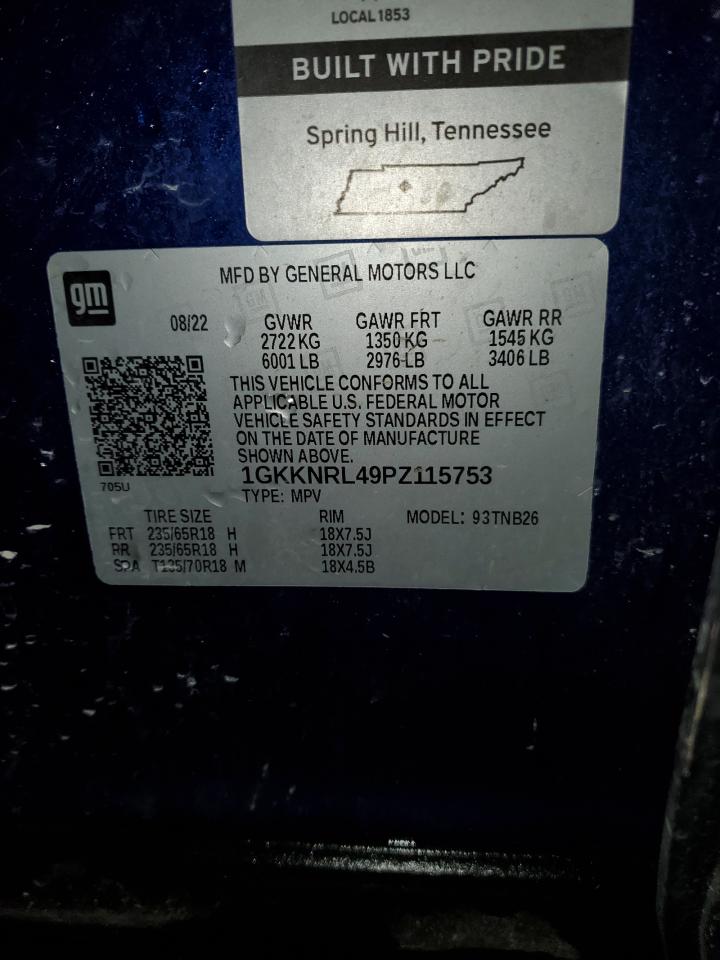 LOCAL 1853
BUILT WITH PRIDE
Spring Hill, Tennessee
gm
MFD BY GENERAL MOTORS LLC
08/22 GVWR GAWR FRT GAWR RR
2722 KG 1350 KG 1545 KG
6001 LB 2976 LB 3406 LB
THIS VEHICLE CONFORMS TO ALL
APPLICABLE U.S. FEDERAL MOTOR
VEHICLE SAFETY STANDARDS IN EFFECT
ON THE DATE OF MANUFACTURE
SHOWN ABOVE.
1GKKNRL49PZ115753
705U
TYPE: MPV
TIRE SIZE RIM MODEL: 93TNB26
FRT 235/65R18 H 18X7.5J
RR 235/65R18 H 18X7.5J
SPA T135/70R18 M 18X4.5B